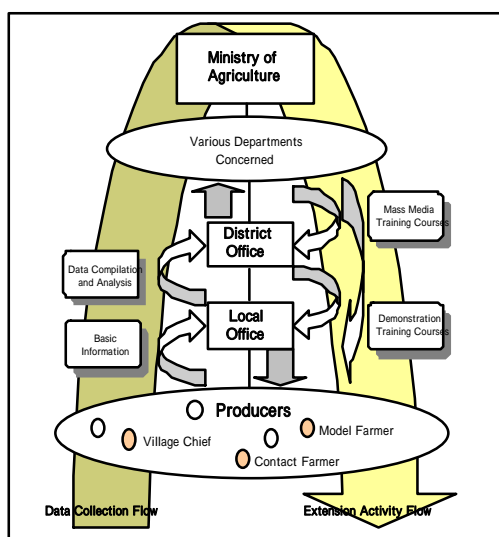 Ministry of
Agriculture
Various Departments
Concerned
Mass Media
Training Courses
District
Office
Data Compilation
and Analysis
Local
Office
Demonstration
Training Courses
Basic
Information
Producers
Model Farmer
Village Chief
Contact Farmer
Data Collection Flow
Extension Activity Flow